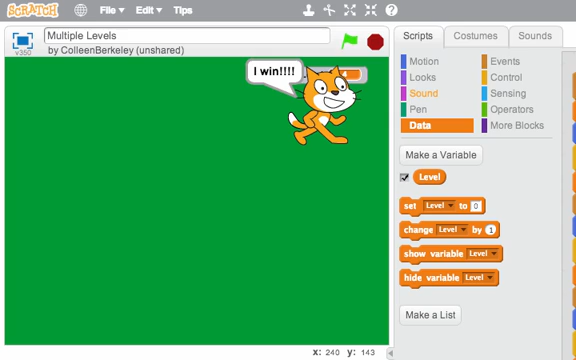 SCRATCH File Edit Tips
Multiple Levels
by ColleenBerkeley (unshared)
v350
I win!!!!
4
x: 240 y: 143
Scripts Costumes Sounds
Motion Events
Looks Control
Sound Sensing
Pen Operators
Data More Blocks
Make a Variable
Level
set Level to 0
change Level by 1
show variable Level
hide variable Level
Make a List